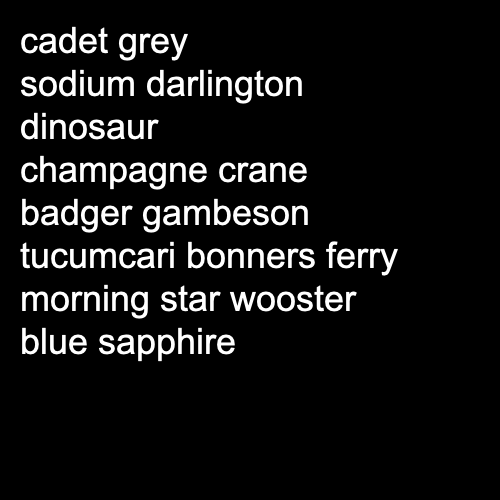 cadet grey
sodium darlington
dinosaur
champagne crane
badger gambeson
tucumcari bonners ferry
morning star wooster
blue sapphire